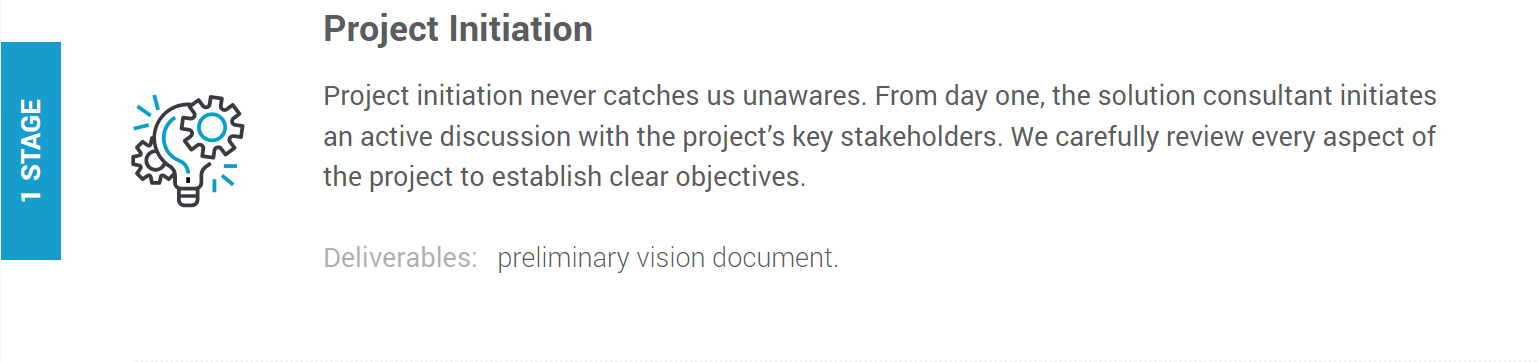 1 STAGE
Project Initiation
Project initiation never catches us unawares. From day one, the solution consultant initiates
an active discussion with the project’s key stakeholders. We carefully review every aspect of
the project to establish clear objectives.
Deliverables: preliminary vision document.